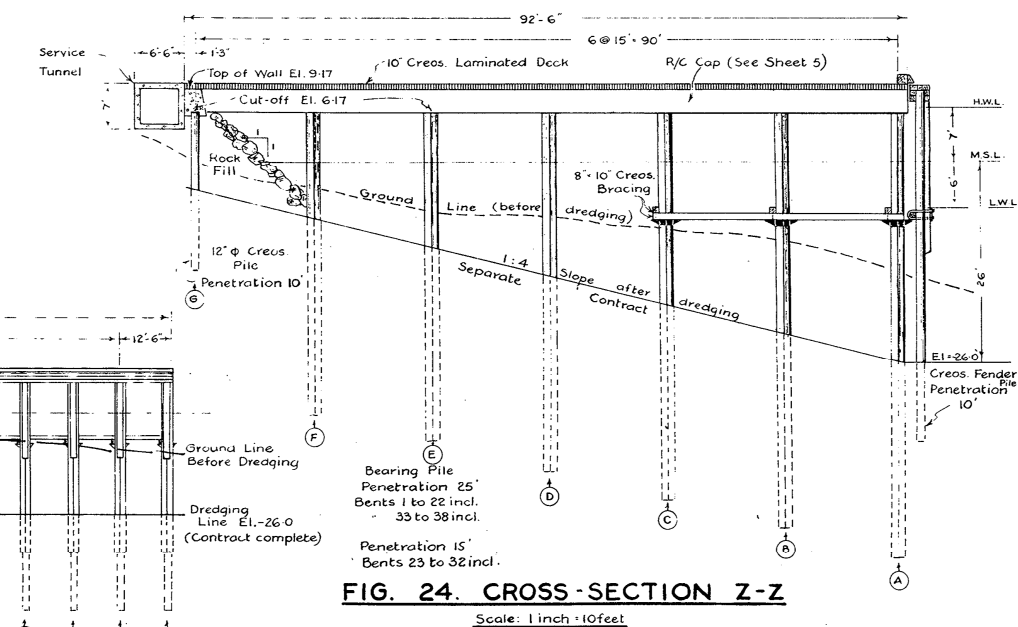 92'-6"
6 @ 15' = 90'
6'-6"
1'-3"
Service
Tunnel
7'
Top of Wall El. 9.17
10" Creos. Laminated Deck
R/C Cap (See Sheet 5)
Cut-off El. 6.17
H.W.L.
7'
M.S.L.
6'
L.W.L.
26'
1
1
Rock
Fill
8" x 10" Creos.
Bracing
Ground Line (before dredging)
1:4
Separate
Slope after dredging
Contract
12" ϕ Creos.
Pile
Penetration 10'
G
12'-6"
El = -26.0'
Creos. Fender
Pile
Penetration
10'
F
E
D
C
B
A
Ground Line
Before Dredging
Dredging
Line El. -26.0
(Contract complete)
Bearing Pile
Penetration 25'
Bents 1 to 22 incl.
" 33 to 38 incl.
Penetration 15'
Bents 23 to 32 incl.
FIG. 24. CROSS-SECTION Z-Z
Scale: 1 inch = 10 feet